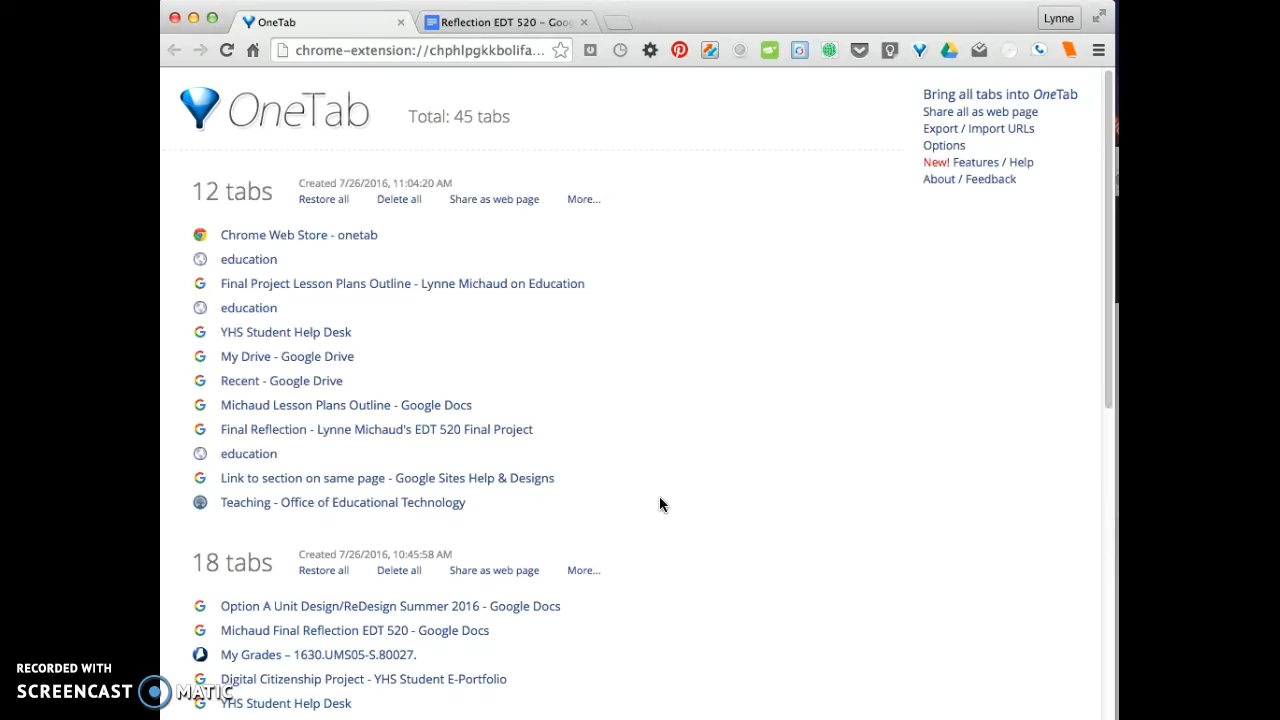 OneTab
Reflection EDT 520 – Goo
Lynne
chrome-extension://chphlpgkkbolifa...
OneTab
Total: 45 tabs
Bring all tabs into OneTab
Share all as web page
Export / Import URLs
Options
New! Features / Help
About / Feedback
12 tabs
Created 7/26/2016, 11:04:20 AM
Restore all Delete all Share as web page More...
Chrome Web Store - onetab
education
Final Project Lesson Plans Outline - Lynne Michaud on Education
education
YHS Student Help Desk
My Drive - Google Drive
Recent - Google Drive
Michaud Lesson Plans Outline - Google Docs
Final Reflection - Lynne Michaud's EDT 520 Final Project
education
Link to section on same page - Google Sites Help & Designs
Teaching - Office of Educational Technology
18 tabs
Created 7/26/2016, 10:45:58 AM
Restore all Delete all Share as web page More...
Option A Unit Design/ReDesign Summer 2016 - Google Docs
Michaud Final Reflection EDT 520 - Google Docs
My Grades – 1630.UMS05-S.80027.
Digital Citizenship Project - YHS Student E-Portfolio
YHS Student Help Desk
RECORDED WITH
SCREENCAST MATIC